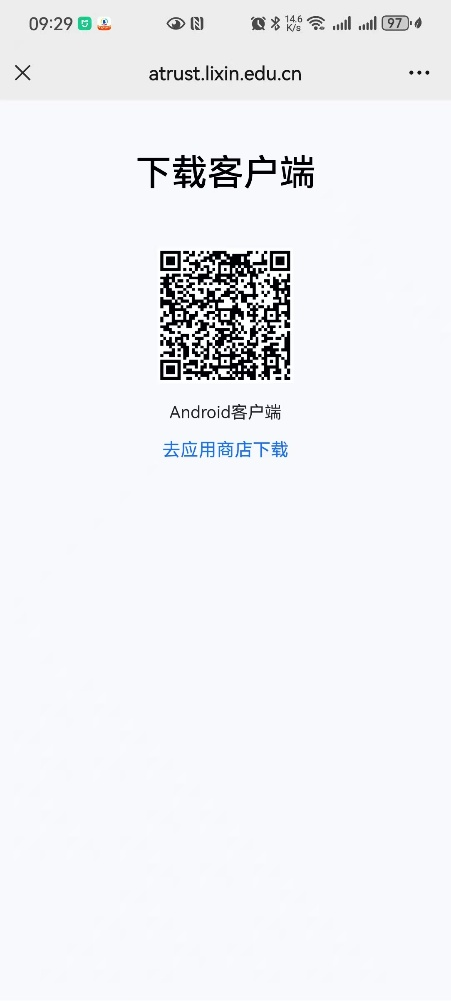 09:29
14.6
K/s
97
atrust.lixin.edu.cn
下载客户端
Android客户端
去应用商店下载